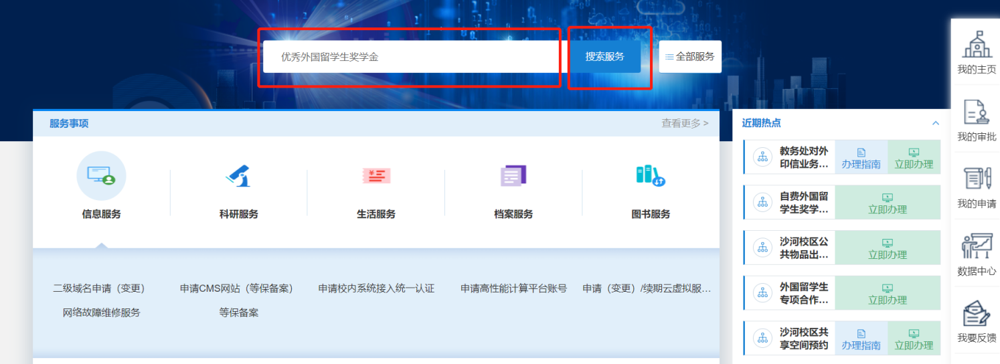 优秀外国留学生奖学金
搜索服务
全部服务
服务事项
查看更多 >
信息服务
科研服务
生活服务
档案服务
图书服务
二级域名申请（变更）
申请CMS网站（等保备案）
申请校内系统接入统一认证
申请高性能计算平台账号
申请（变更）/续期云虚拟服...
网络故障维修服务
等保备案
近期热点
教务处对外
印信业务...
办理指南
立即办理
自费外国留
学生奖学...
立即办理
沙河校区公
共物品出...
立即办理
外国留学生
专项合作...
立即办理
沙河校区共
享空间预约
办理指南
立即办理
我的主页
我的审批
我的申请
数据中心
我要反馈